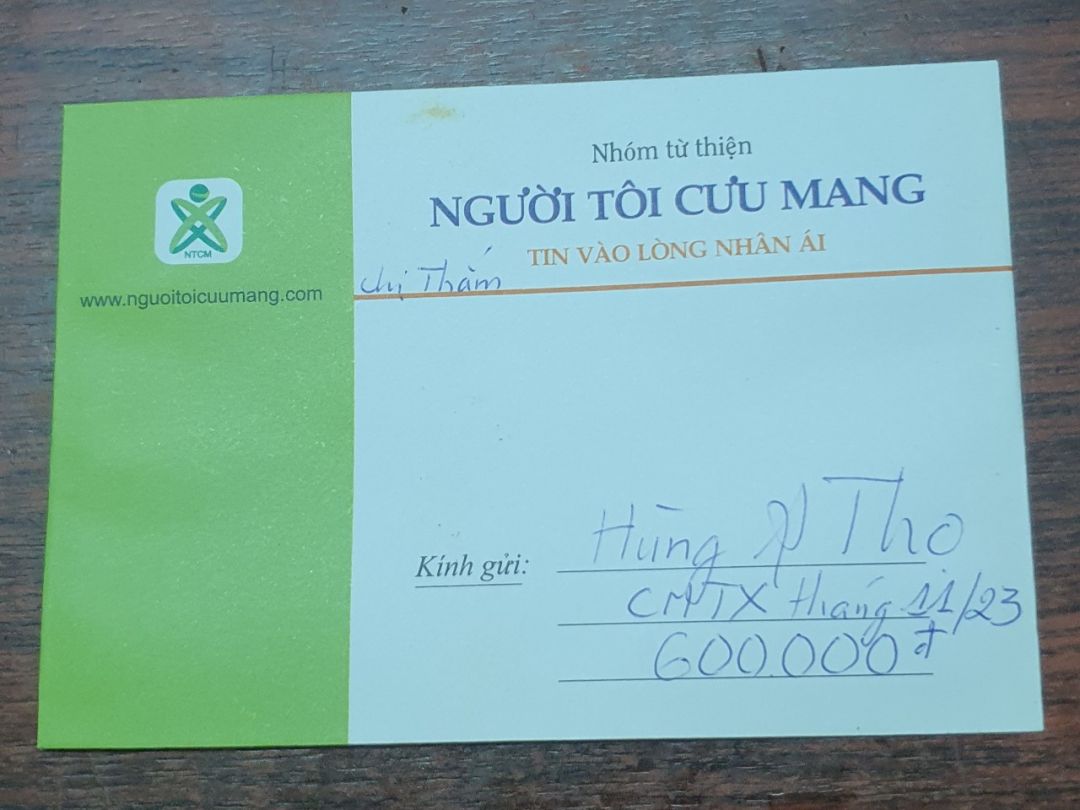 NTCM
www.nguoitoicuumang.com
Nhóm từ thiện
NGƯỜI TÔI CƯU MANG
TIN VÀO LÒNG NHÂN ÁI
chị Thắm
Kính gửi:
Hùng Thọ
CMTX tháng 11/23
600.000đ